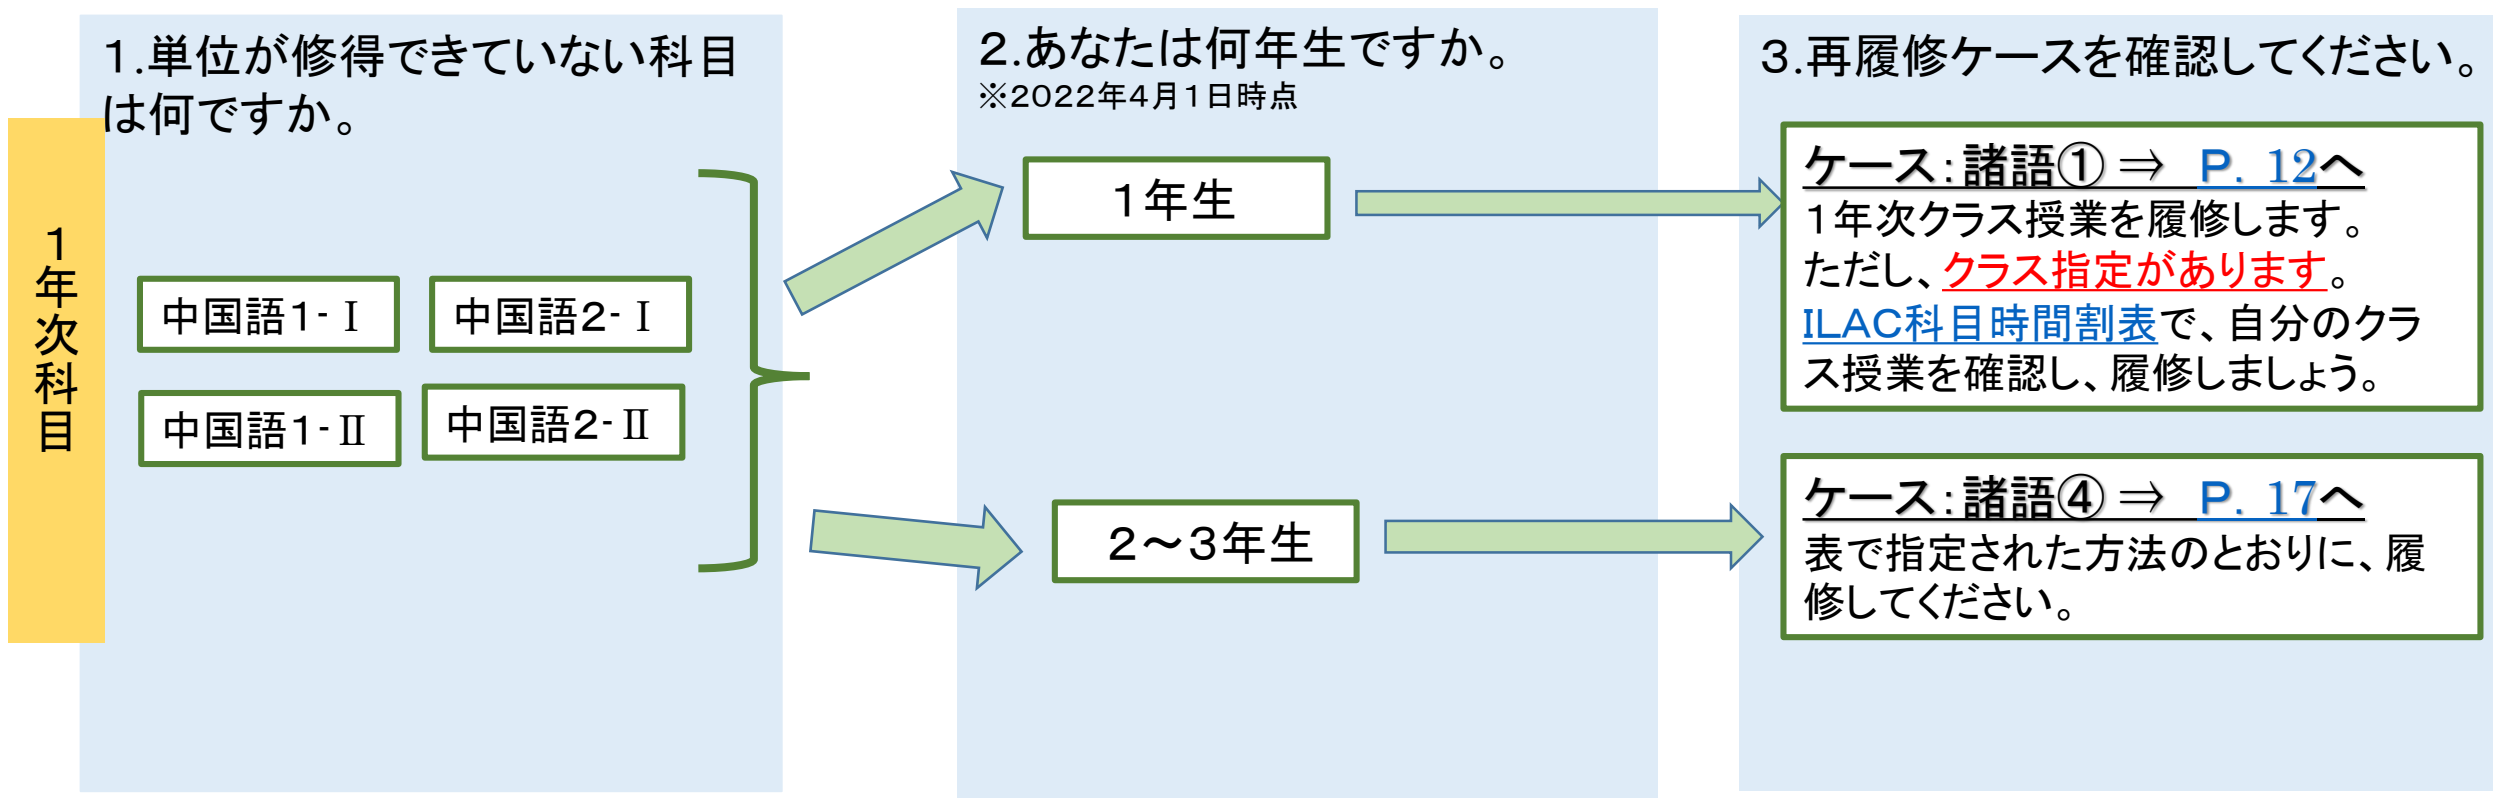 1.単位が修得できていない科目
は何ですか。
1年次科目
中国語1-Ⅰ
中国語2-Ⅰ
中国語1-Ⅱ
中国語2-Ⅱ
2.あなたは何年生ですか。
※2022年4月1日時点
1年生
2～3年生
3.再履修ケースを確認してください。
ケース：諸語① ⇒ P. 12へ
1年次クラス授業を履修します。
ただし、クラス指定があります。
ILAC科目時間割表で、自分のクラ
ス授業を確認し、履修しましょう。
ケース：諸語④ ⇒ P. 17へ
表で指定された方法のとおりに、履
修してください。